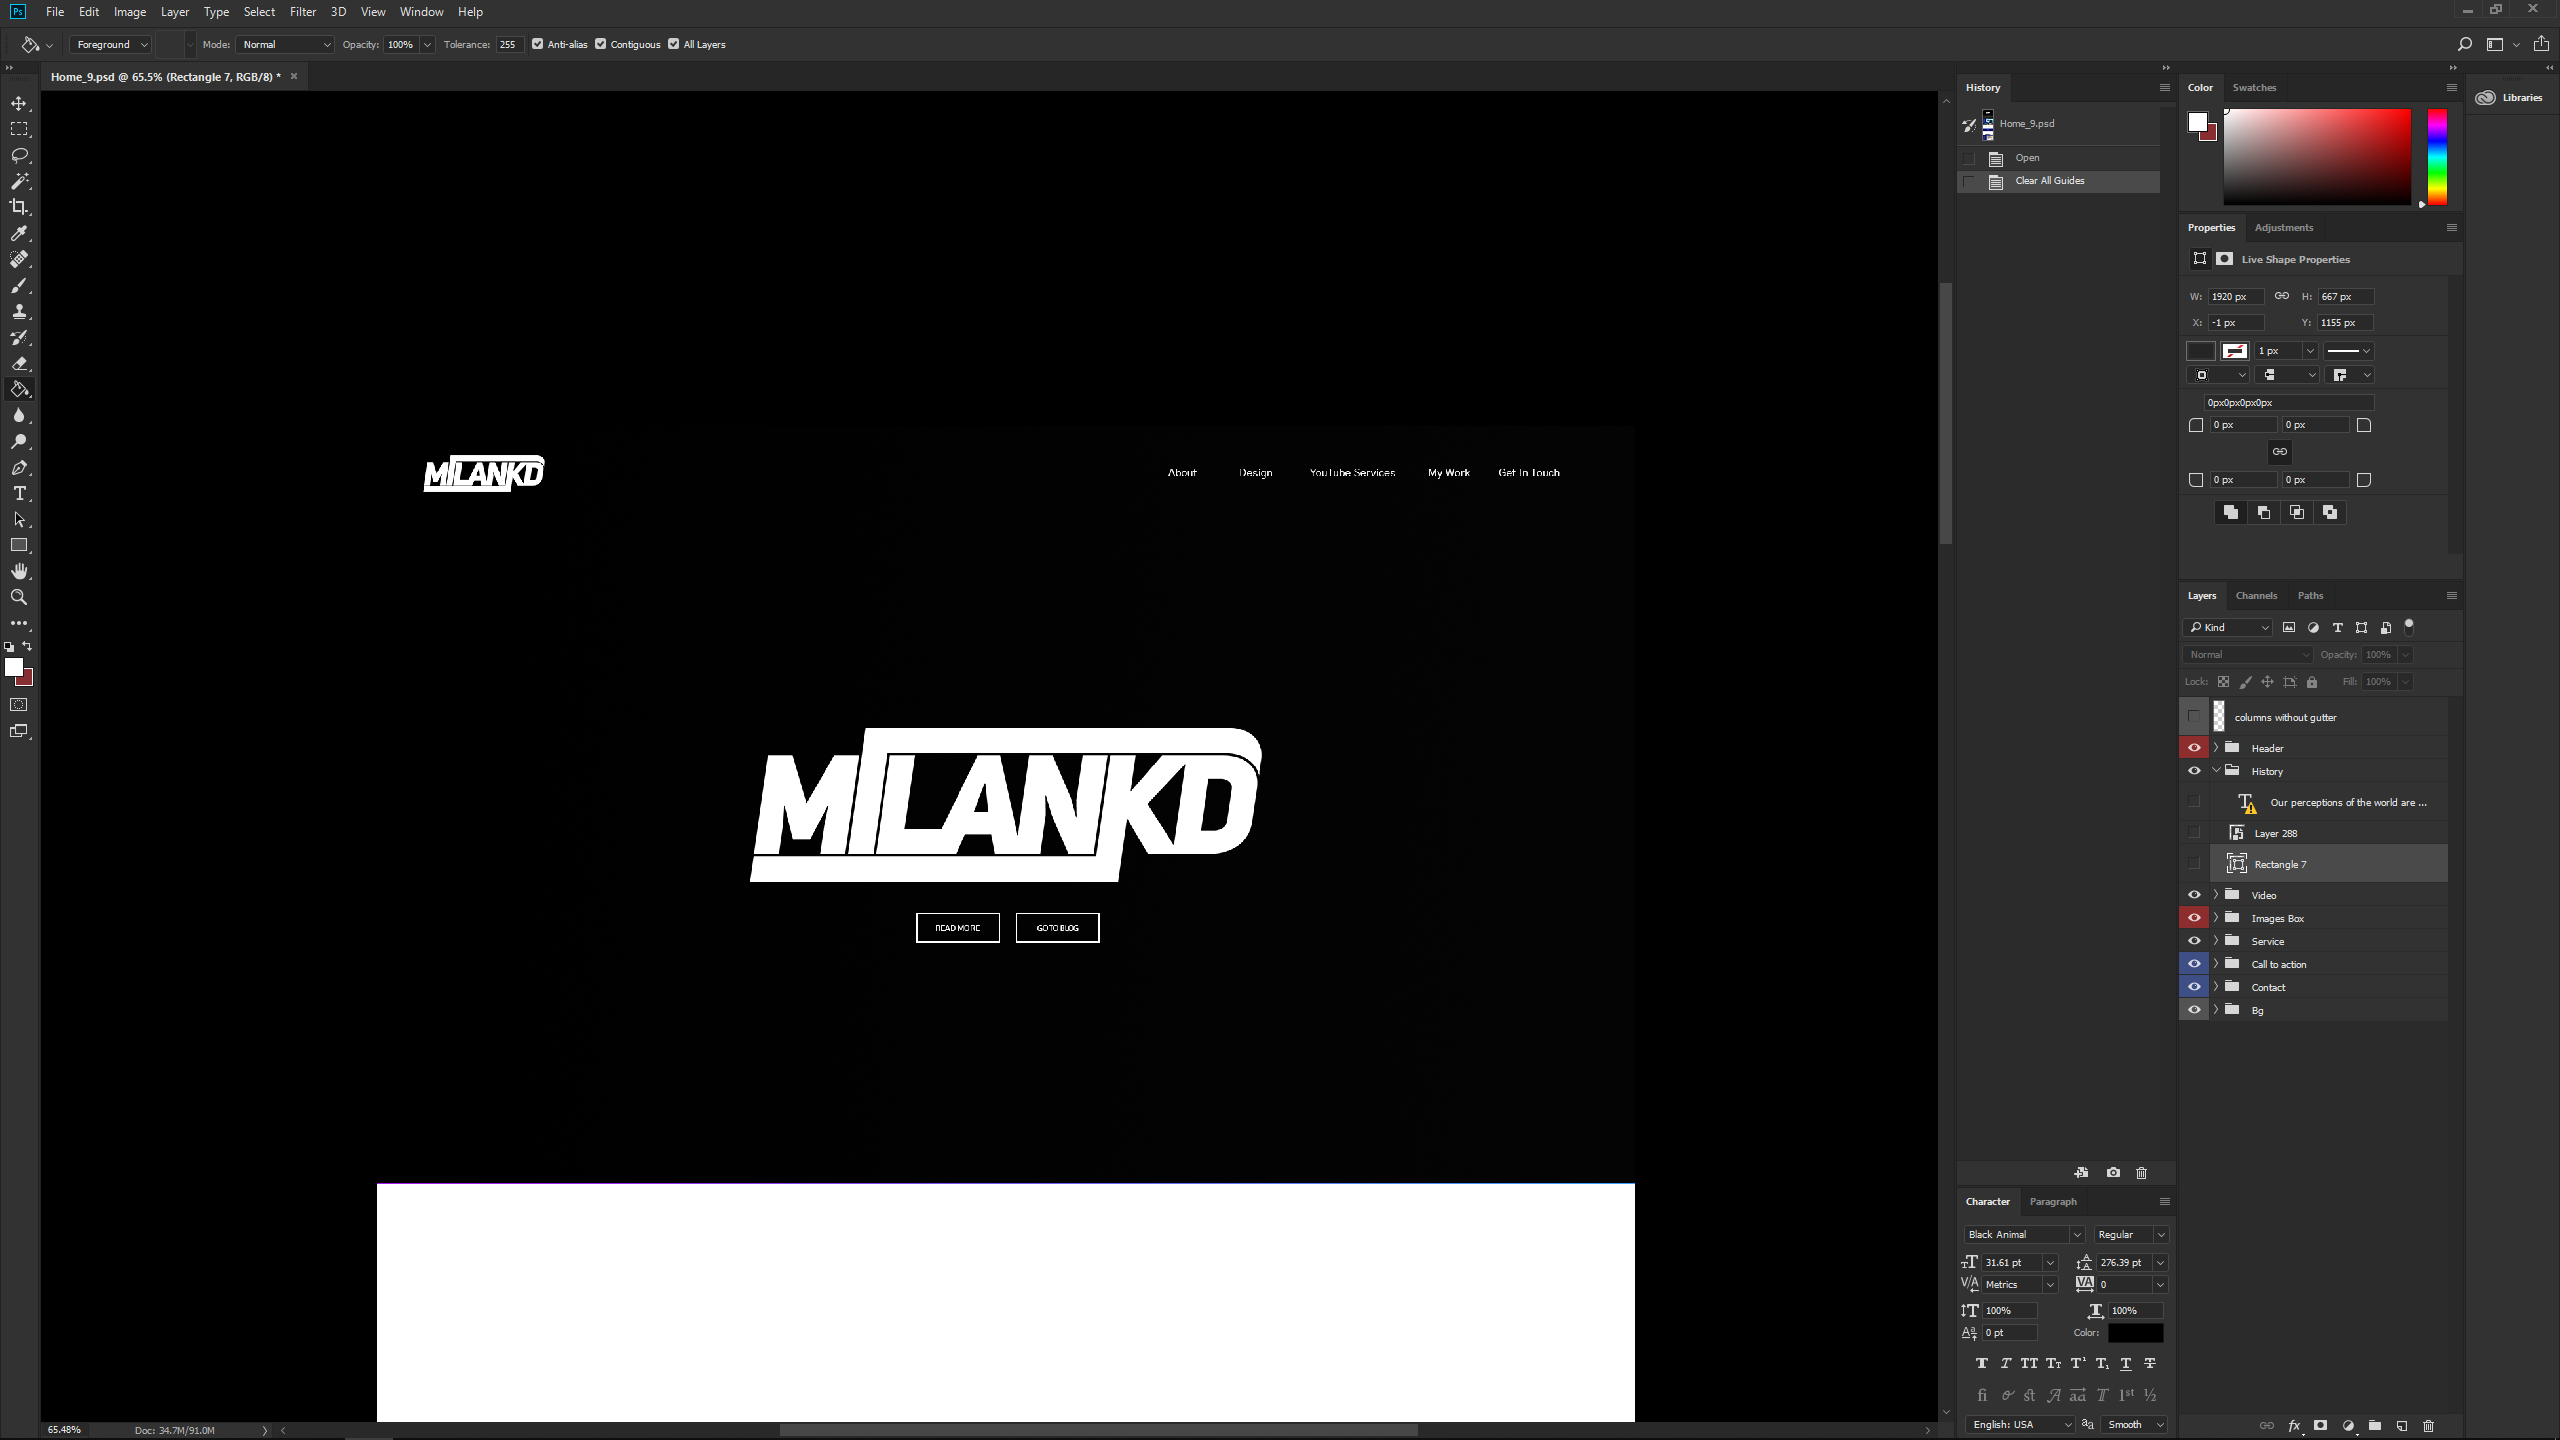 Ps File Edit Image Layer Type Select Filter 3D View Window Help
Foreground Mode: Normal Opacity: 100% Tolerance: 255 Anti-alias Contiguous All Layers
Home_9.psd @ 65.5% (Rectangle 7, RGB/8) *
MILANKD
About Design YouTube Services My Work Get In Touch
MILANKD
READ MORE GO TO BLOG
65.48% Doc: 34.7M/91.0M
History
Home_9.psd
Open
Clear All Guides
Character Paragraph
Black Animal Regular
31.61 pt 276.39 pt
Metrics 0
100% 100%
0 pt Color:
English: USA Smooth
Color Swatches
Properties Adjustments
Live Shape Properties
W: 1920 px H: 667 px
X: -1 px Y: 1155 px
1 px
0px0px0px0px
0 px 0 px
0 px 0 px
Layers Channels Paths
Kind
Normal Opacity: 100%
Lock: Fill: 100%
columns without gutter
Header
History
Our perceptions of the world are ...
Layer 288
Rectangle 7
Video
Images Box
Service
Call to action
Contact
Bg
Libraries